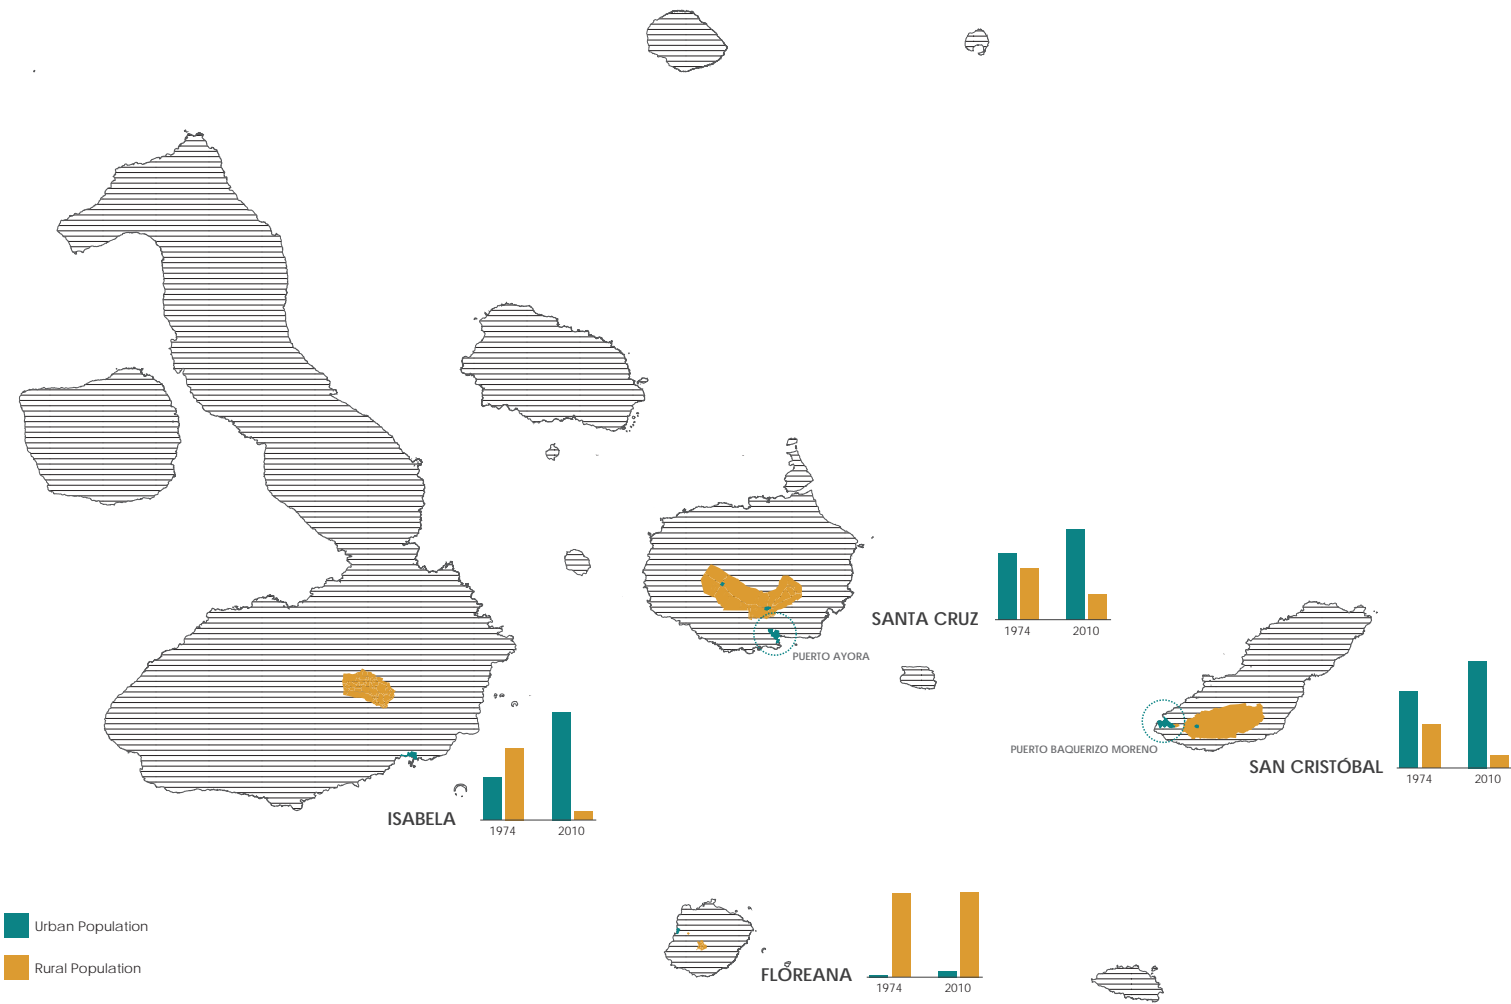 SANTA CRUZ
1974
2010
PUERTO AYORA
PUERTO BAQUERIZO MORENO
SAN CRISTÓBAL
1974
2010
ISABELA
1974
2010
Urban Population
Rural Population
FLOREANA
1974
2010